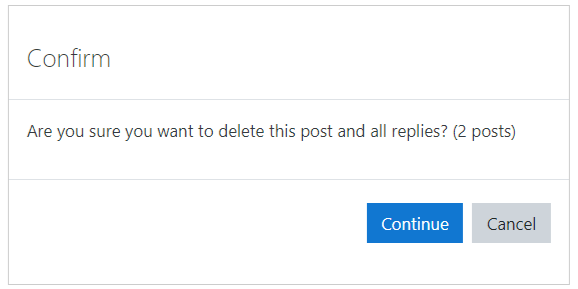 Confirm
Are you sure you want to delete this post and all replies? (2 posts)
Continue Cancel